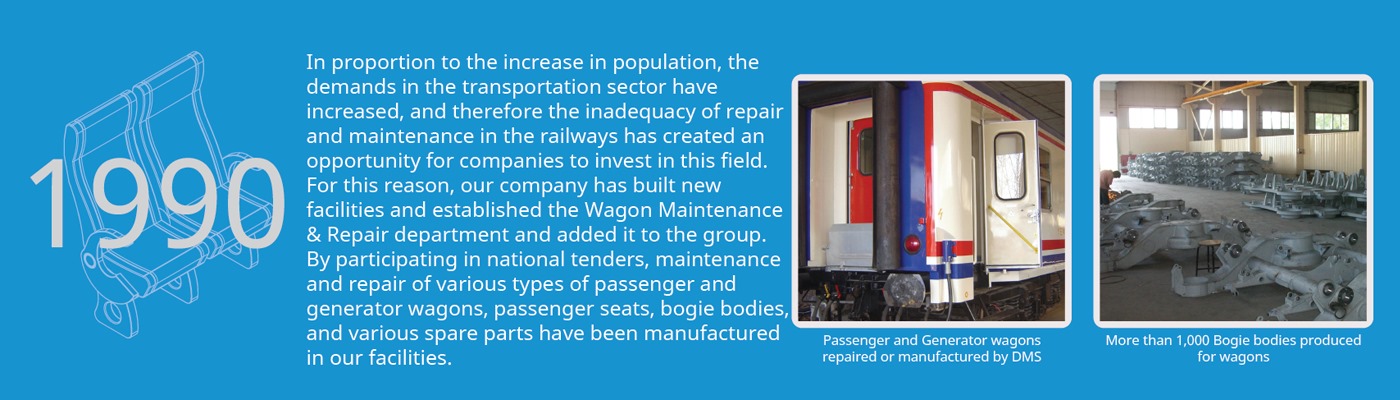 1990
In proportion to the increase in population, the
demands in the transportation sector have
increased, and therefore the inadequacy of repair
and maintenance in the railways has created an
opportunity for companies to invest in this field.
For this reason, our company has built new
facilities and established the Wagon Maintenance
& Repair department and added it to the group.
By participating in national tenders, maintenance
and repair of various types of passenger and
generator wagons, passenger seats, bogie bodies,
and various spare parts have been manufactured
in our facilities.
Passenger and Generator wagons
repaired or manufactured by DMS
More than 1,000 Bogie bodies produced
for wagons